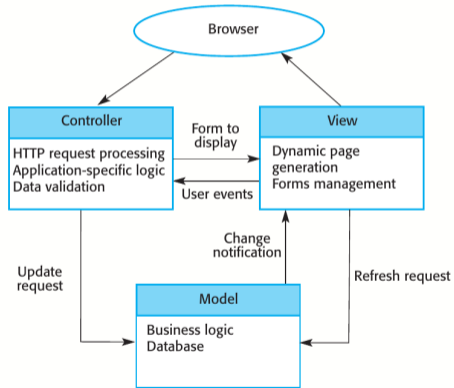 Browser
Controller
HTTP request processing
Application-specific logic
Data validation
Form to
display
User events
View
Dynamic page
generation
Forms management
Update
request
Change
notification
Refresh request
Model
Business logic
Database